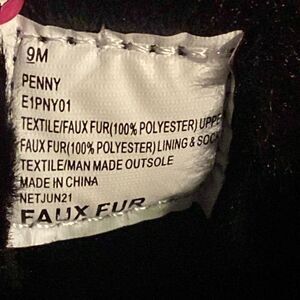 9M
PENNY
E1PNY01
TEXTILE/FAUX FUR(100% POLYESTER) UPPE
FAUX FUR(100% POLYESTER) LINING & SOCK
TEXTILE/MAN MADE OUTSOLE
MADE IN CHINA
NETJUN21
FAUX FUR